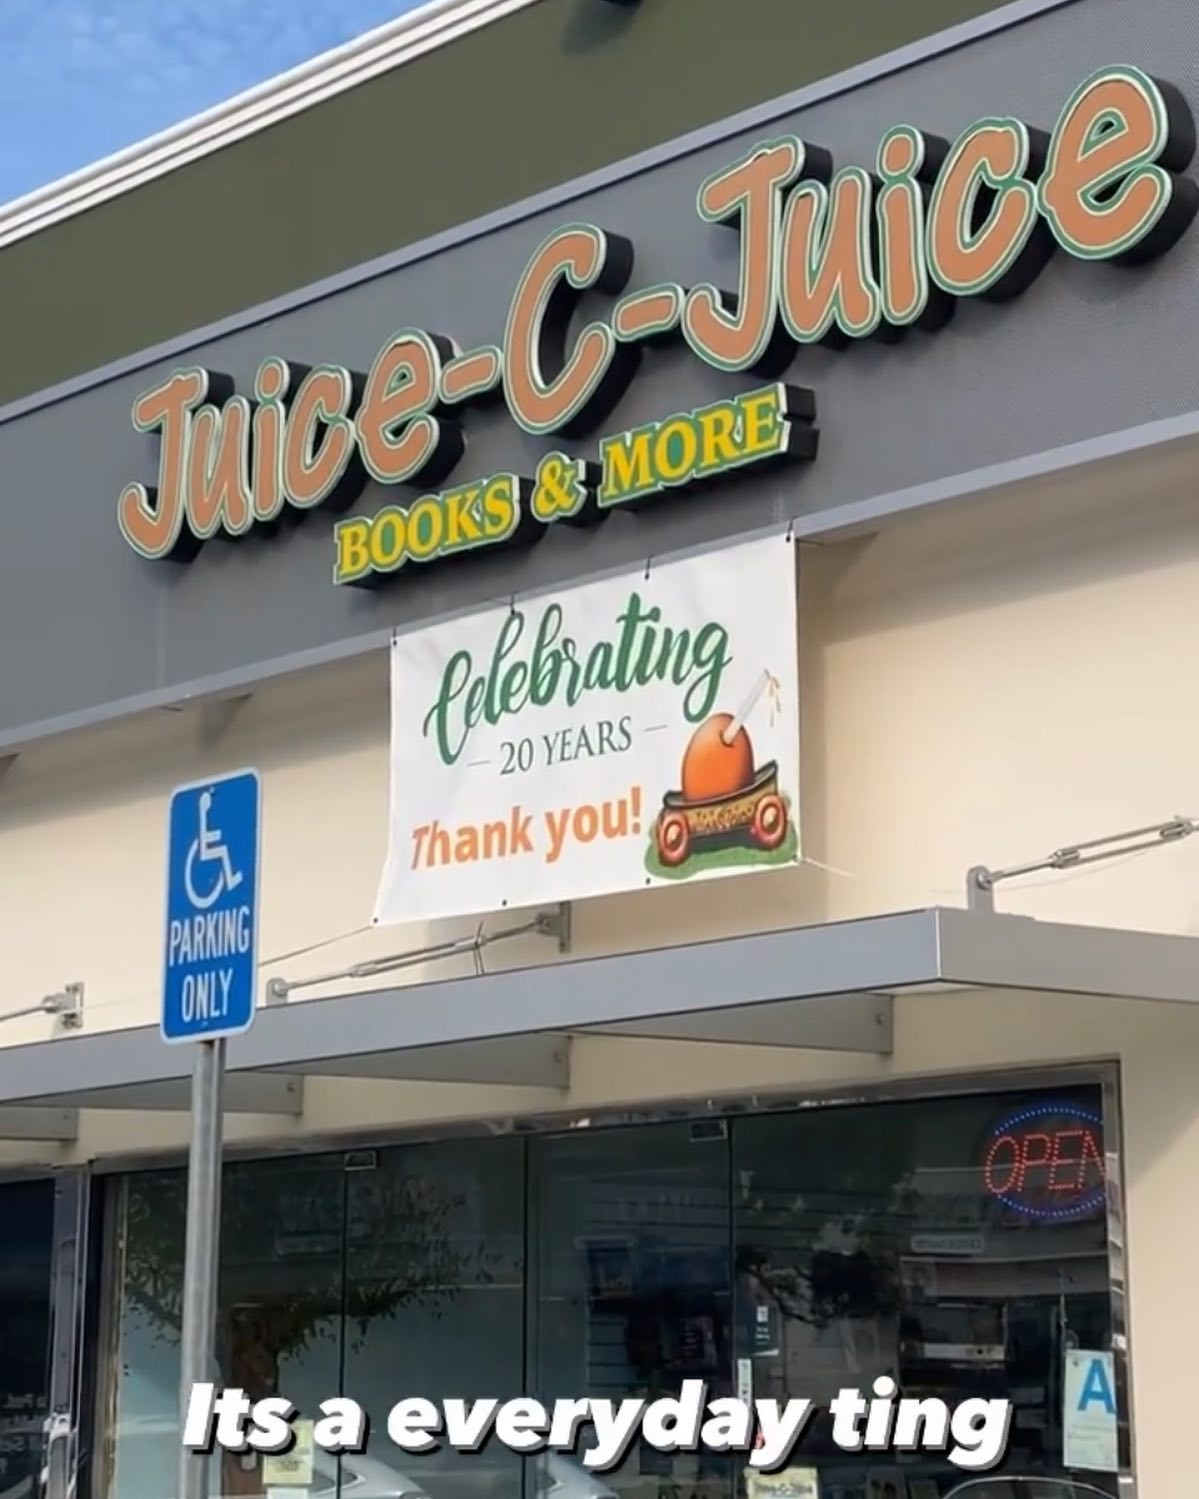 Juice-C-Juice
BOOKS & MORE
Celebrating
20 YEARS
Thank you!
PARKING
ONLY
OPEN
A
Its a everyday ting